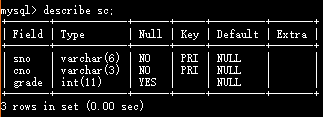 mysql> describe sc;
+-------+------------+------+-----+---------+-------+
| Field | Type       | Null | Key | Default | Extra |
+-------+------------+------+-----+---------+-------+
| sno   | varchar(6) | NO   | PRI | NULL    |       |
| cno   | varchar(3) | NO   | PRI | NULL    |       |
| grade | int(11)    | YES  |     | NULL    |       |
+-------+------------+------+-----+---------+-------+
3 rows in set (0.00 sec)